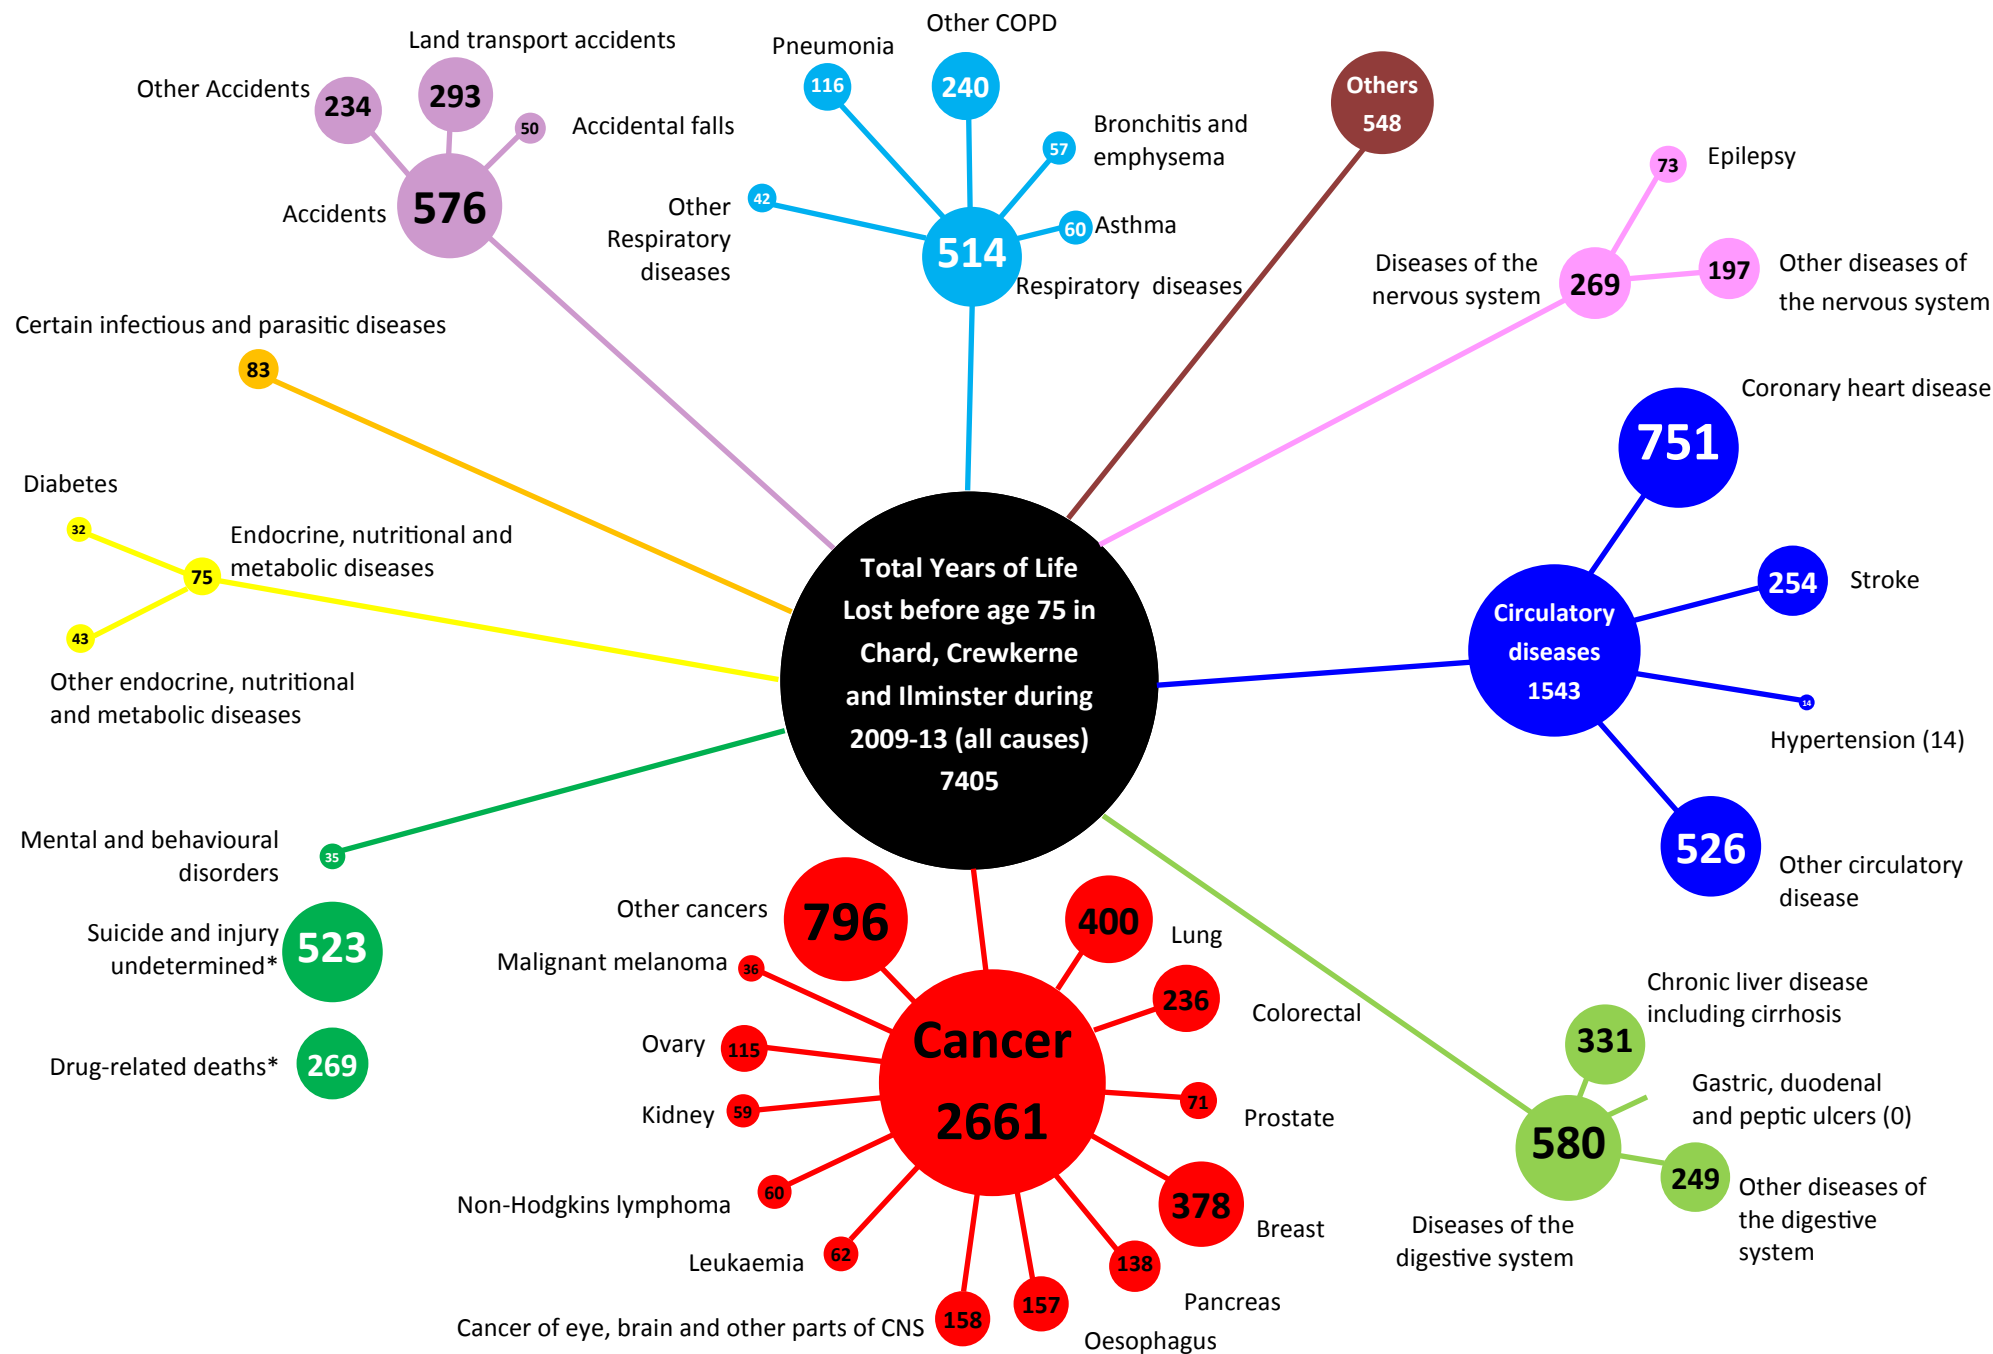 Other COPD
Land transport accidents
Pneumonia
Other Accidents
234
293
50
Accidental falls
Accidents
576
116
240
57
Bronchitis and
emphysema
42
Other
Respiratory
diseases
60
Asthma
514
Respiratory diseases
Others
548
73
Epilepsy
Diseases of the
nervous system
269
197
Other diseases of
the nervous system
Certain infectious and parasitic diseases
83
Coronary heart disease
751
Diabetes
32
75
Endocrine, nutritional and
metabolic diseases
43
Other endocrine, nutritional
and metabolic diseases
Total Years of Life
Lost before age 75 in
Chard, Crewkerne
and Ilminster during
2009-13 (all causes)
7405
Circulatory
diseases
1543
254
Stroke
14
Hypertension (14)
526
Other circulatory
disease
Mental and behavioural
disorders
35
Suicide and injury
undetermined*
523
Drug-related deaths*
269
Other cancers
796
400
Lung
Malignant melanoma
36
236
Colorectal
Ovary
115
Cancer
2661
Kidney
59
71
Prostate
Non-Hodgkins lymphoma
60
378
Breast
Leukaemia
62
138
Pancreas
Cancer of eye, brain and other parts of CNS
158
157
Oesophagus
Chronic liver disease
including cirrhosis
331
Gastric, duodenal
and peptic ulcers (0)
580
249
Other diseases of
the digestive
system
Diseases of the
digestive system